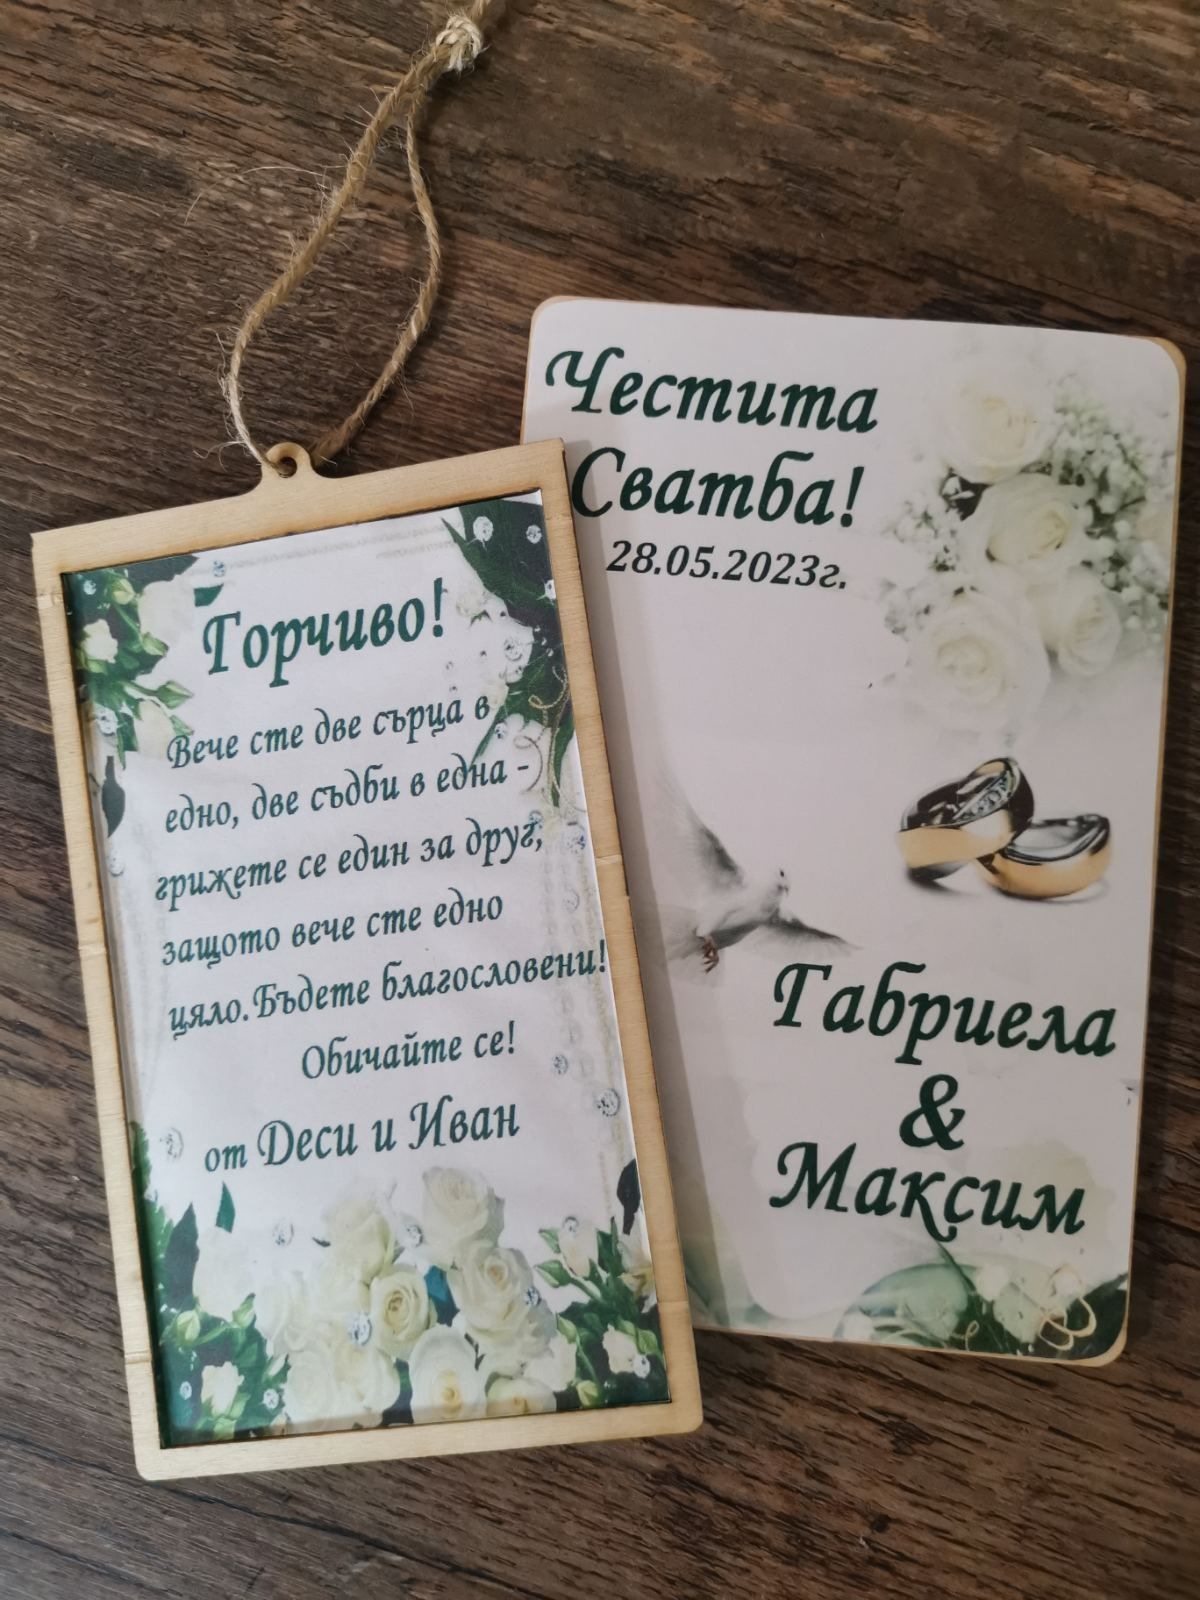 Честита
Сватба!
28.05.2023г.
Габриела
&
Максим
Горчиво!
Вече сте две сърца в
едно, две съдби в една -
грижете се един за друг,
защото вече сте едно
цяло.Бъдете благословени!
Обичайте се!
от Деси и Иван